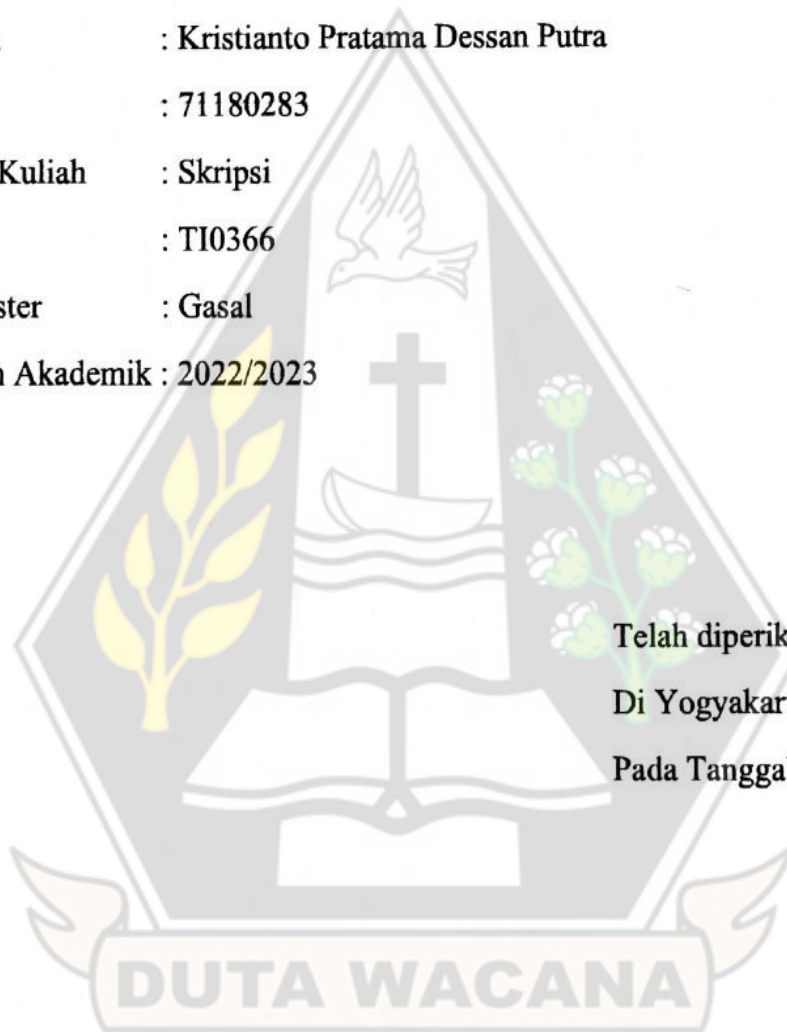 : Kristianto Pratama Dessan Putra
: 71180283
Kuliah : Skripsi
: TI0366
ster : Gasal
n Akademik : 2022/2023
Telah diperik
Di Yogyakar
Pada Tangga
DUTA WACANA